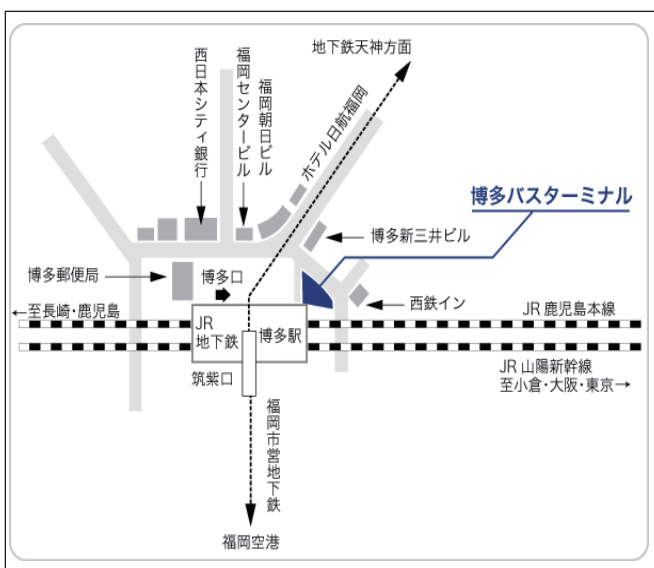 地下鉄天神方面
西日本シティ銀行
福岡センタービル
福岡朝日ビル
ホテル日航福岡
博多バスターミナル
博多新三井ビル
博多郵便局
博多口
西鉄イン
←至長崎・鹿児島
JR 鹿児島本線
JR
地下鉄
博多駅
筑紫口
JR 山陽新幹線
至小倉・大阪・東京→
福岡市営地下鉄
福岡空港